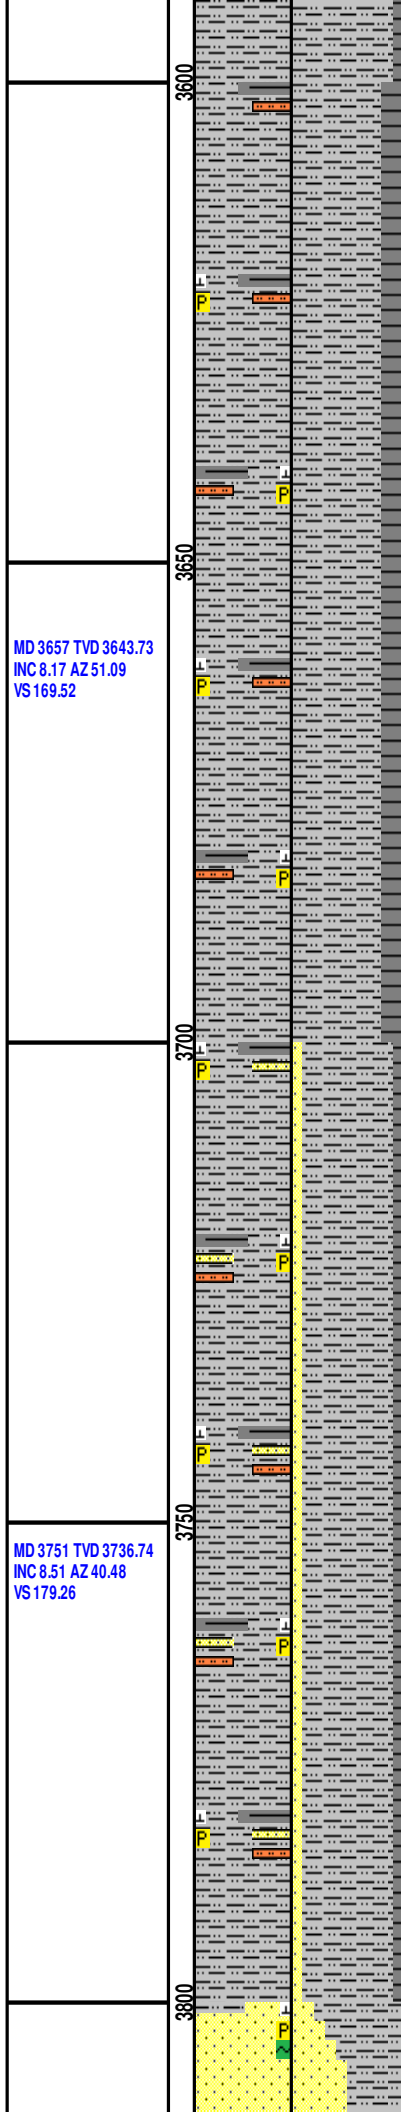 3600
P
P
3650
MD 3657 TVD 3643.73
INC 8.17 AZ 51.09
VS 169.52
P
P
3700
P
P
P
3750
MD 3751 TVD 3736.74
INC 8.51 AZ 40.48
VS 179.26
P
P
3800
P